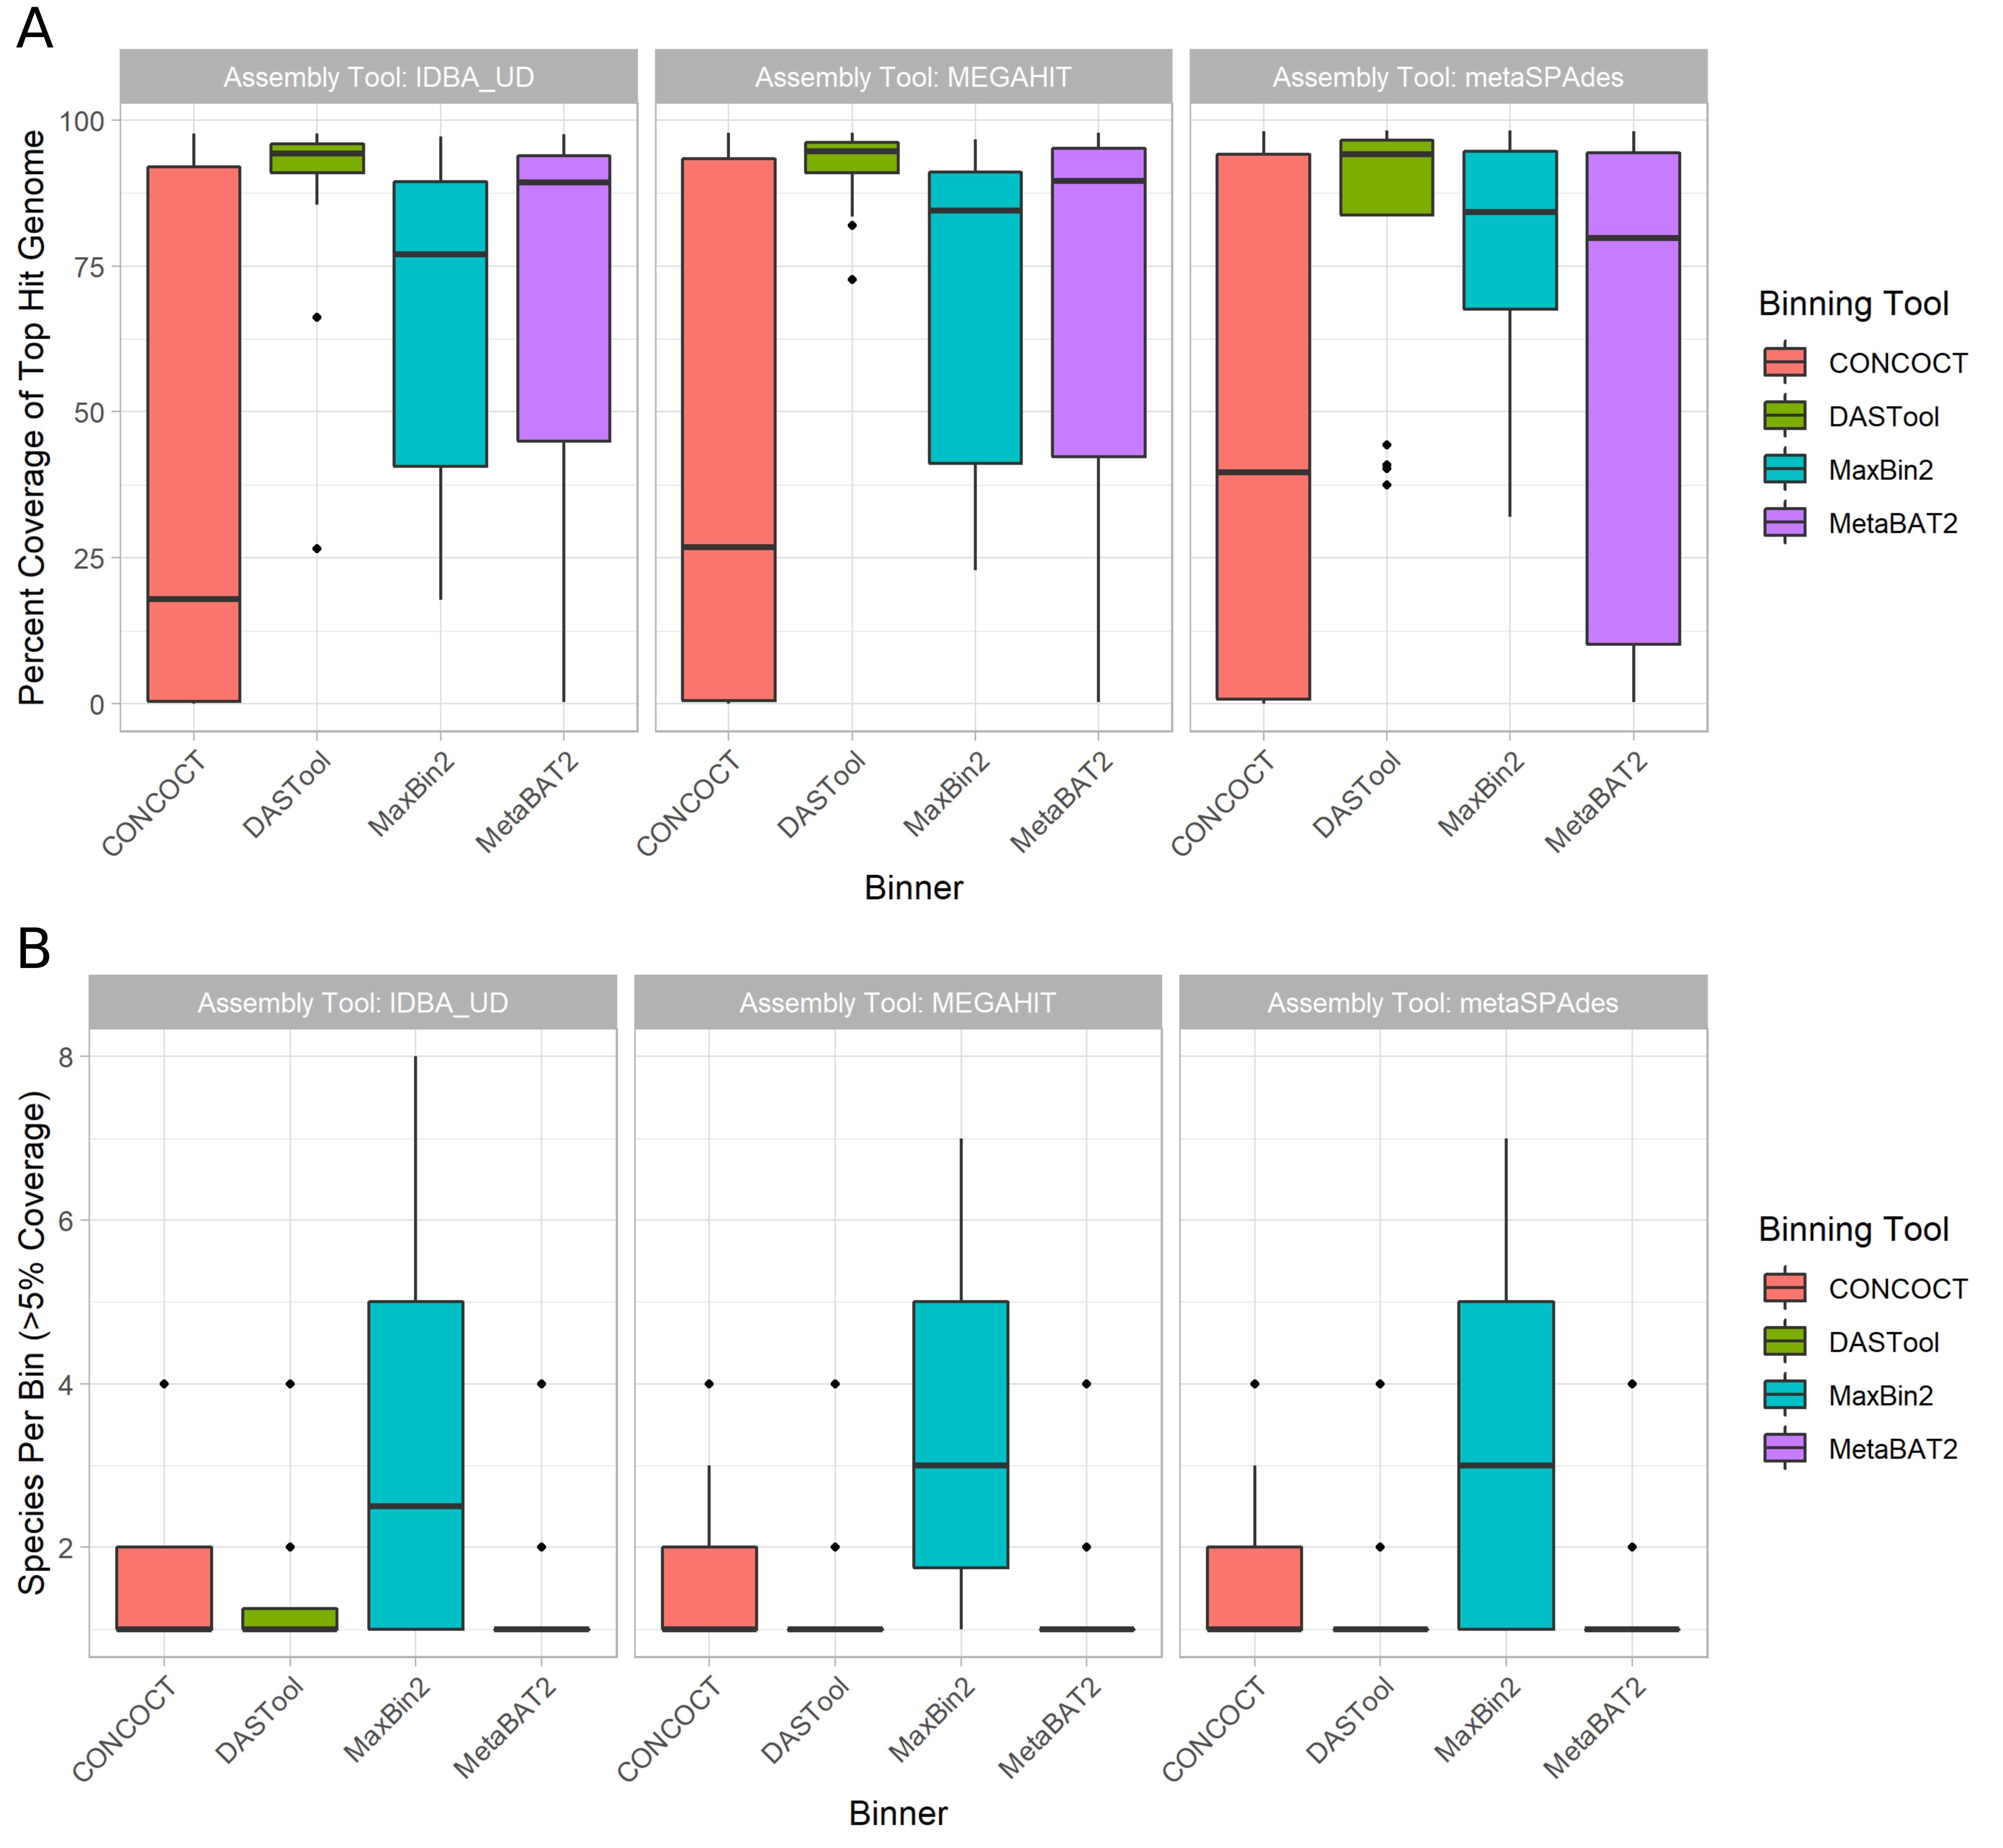 A
Assembly Tool: IDBA_UD
Assembly Tool: MEGAHIT
Assembly Tool: metaSPAdes
Percent Coverage of Top Hit Genome
100
75
50
25
0
CONCOCT
DASTool
MaxBin2
MetaBAT2
CONCOCT
DASTool
MaxBin2
MetaBAT2
CONCOCT
DASTool
MaxBin2
MetaBAT2
Binner
Binning Tool
CONCOCT
DASTool
MaxBin2
MetaBAT2
B
Assembly Tool: IDBA_UD
Assembly Tool: MEGAHIT
Assembly Tool: metaSPAdes
Species Per Bin (>5% Coverage)
8
6
4
2
CONCOCT
DASTool
MaxBin2
MetaBAT2
CONCOCT
DASTool
MaxBin2
MetaBAT2
CONCOCT
DASTool
MaxBin2
MetaBAT2
Binner
Binning Tool
CONCOCT
DASTool
MaxBin2
MetaBAT2